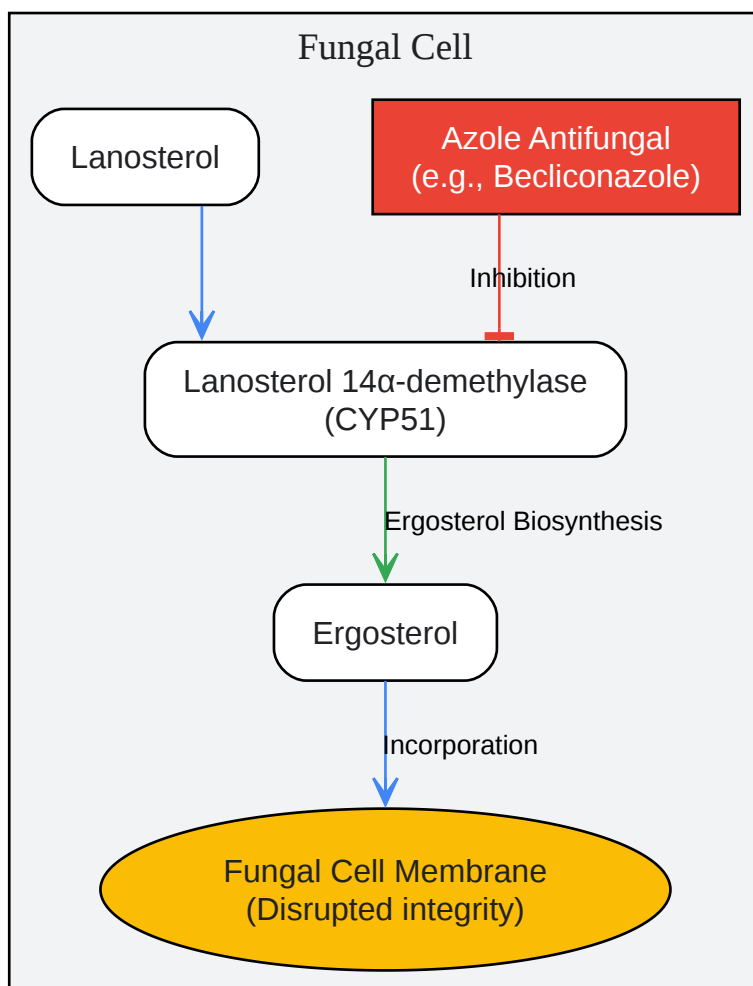 Fungal Cell
Lanosterol
Azole Antifungal
(e.g., Becliconazole)
Inhibition
Lanosterol 14α-demethylase
(CYP51)
Ergosterol Biosynthesis
Ergosterol
Incorporation
Fungal Cell Membrane
(Disrupted integrity)